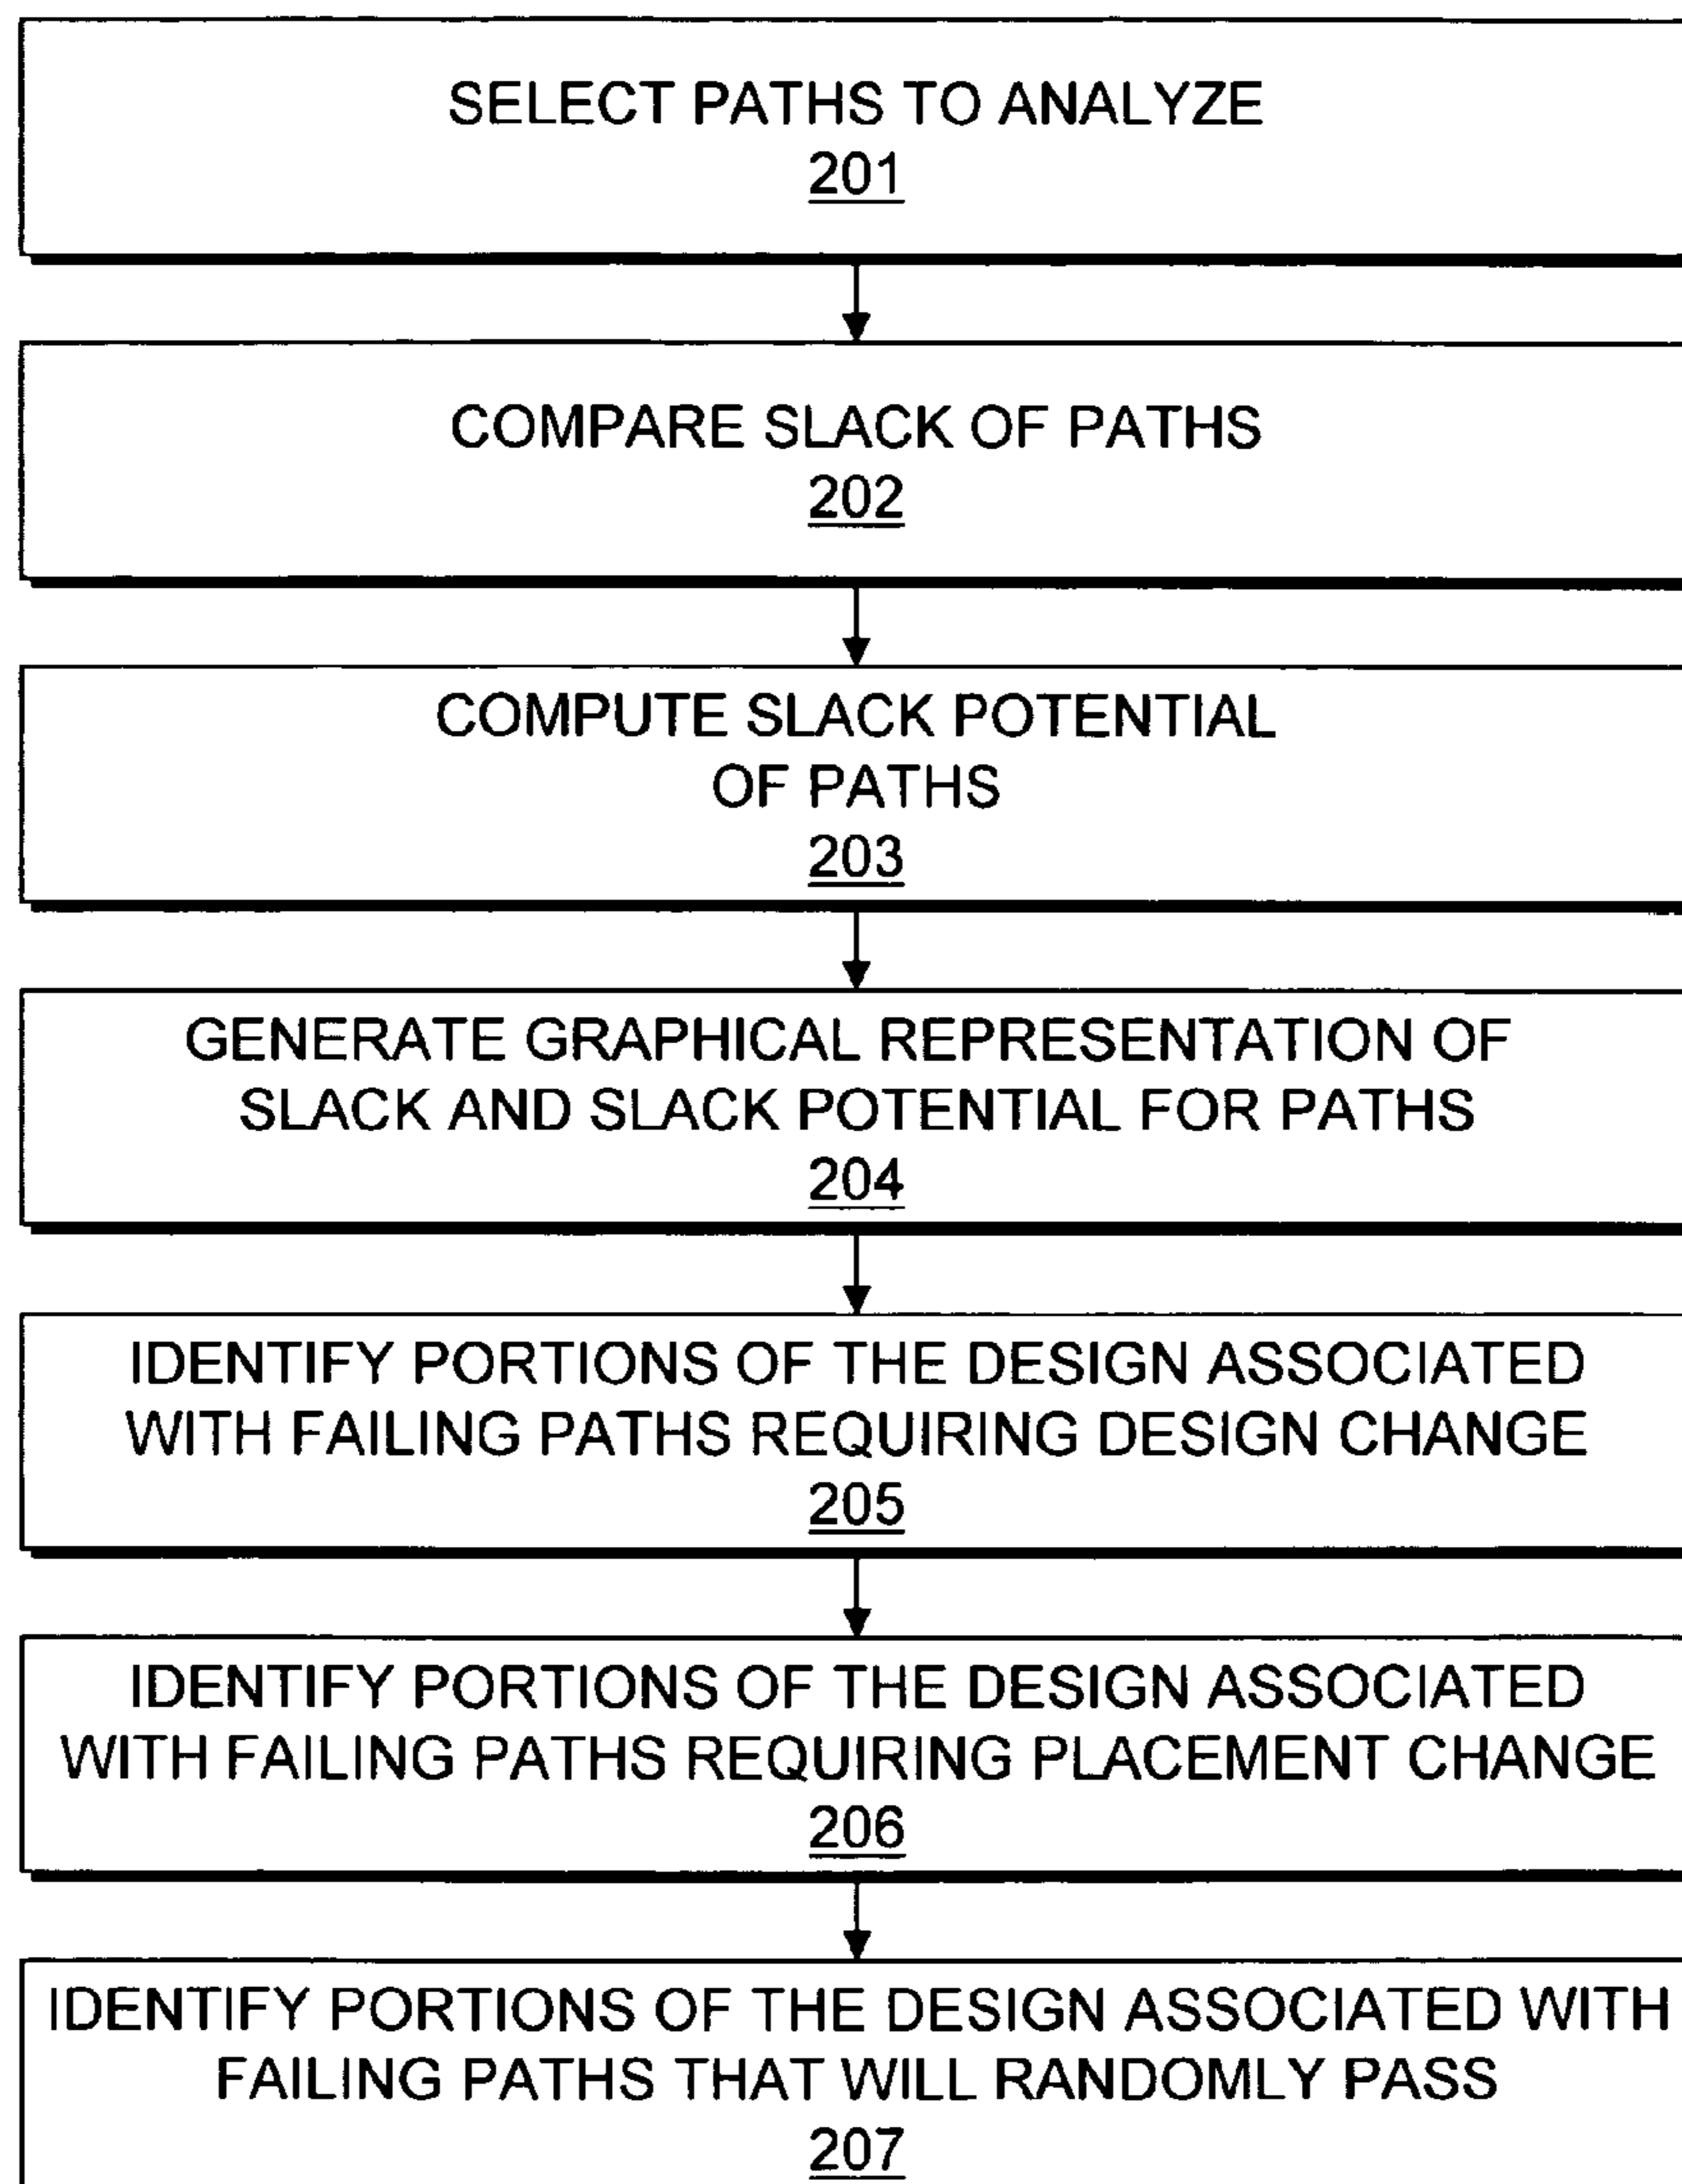 SELECT PATHS TO ANALYZE
201
COMPARE SLACK OF PATHS
202
COMPUTE SLACK POTENTIAL
OF PATHS
203
GENERATE GRAPHICAL REPRESENTATION OF
SLACK AND SLACK POTENTIAL FOR PATHS
204
IDENTIFY PORTIONS OF THE DESIGN ASSOCIATED
WITH FAILING PATHS REQUIRING DESIGN CHANGE
205
IDENTIFY PORTIONS OF THE DESIGN ASSOCIATED
WITH FAILING PATHS REQUIRING PLACEMENT CHANGE
206
IDENTIFY PORTIONS OF THE DESIGN ASSOCIATED WITH
FAILING PATHS THAT WILL RANDOMLY PASS
207